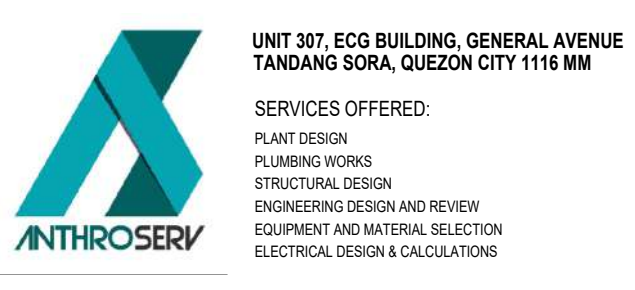 UNIT 307, ECG BUILDING, GENERAL AVENUE
TANDANG SORA, QUEZON CITY 1116 MM
SERVICES OFFERED:
PLANT DESIGN
PLUMBING WORKS
STRUCTURAL DESIGN
ENGINEERING DESIGN AND REVIEW
EQUIPMENT AND MATERIAL SELECTION
ELECTRICAL DESIGN & CALCULATIONS
ANTHROSERV